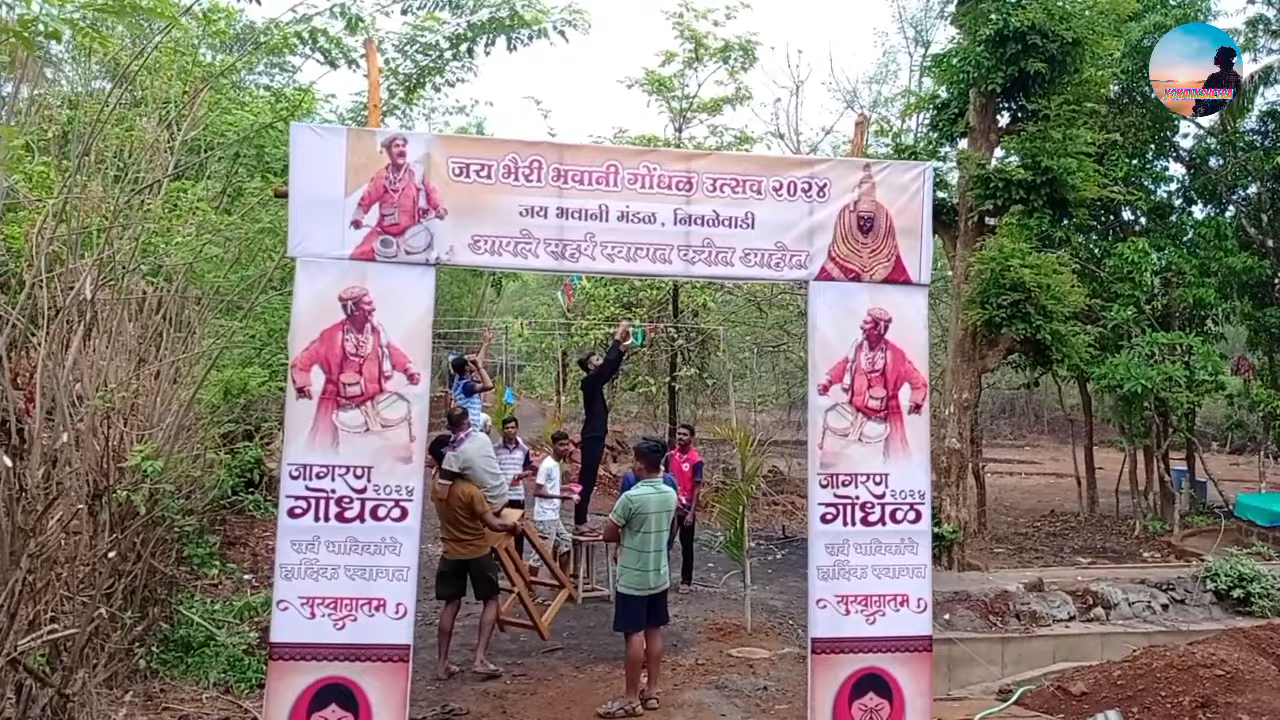 जय भैरी भवानी गोंधळ उत्सव २०२४
जय भवानी मंडळ, निवळेवाडी
आपले सहर्ष स्वागत करीत आहोत
जागरण
२०२४
गोंधळ
सर्व भाविकांचे
हार्दिक स्वागत
सुस्वागतम
जागरण
२०२४
गोंधळ
सर्व भाविकांचे
हार्दिक स्वागत
सुस्वागतम